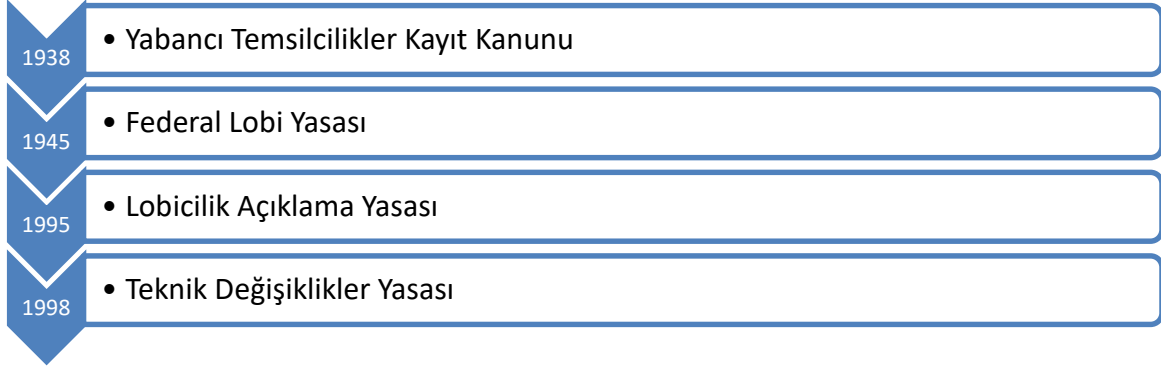 1938
• Yabancı Temsilcilikler Kayıt Kanunu
1945
• Federal Lobi Yasası
1995
• Lobicilik Açıklama Yasası
1998
• Teknik Değişiklikler Yasası